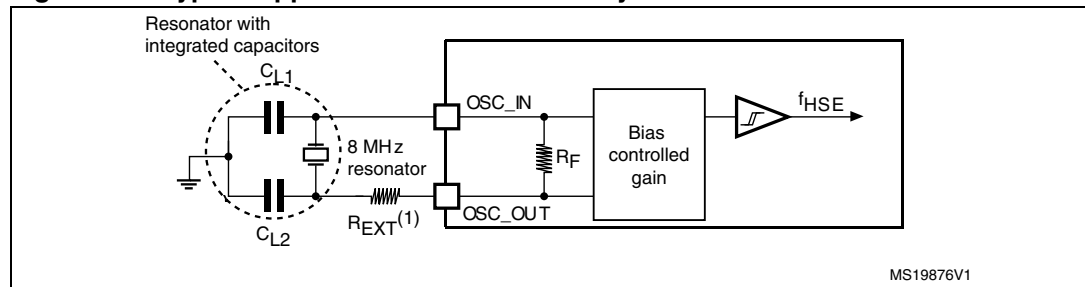 Resonator with
integrated capacitors
CL1
OSC_IN
fHSE
8 MHz
resonator
RF
Bias
controlled
gain
REXT(1)
OSC_OUT
CL2
MS19876V1